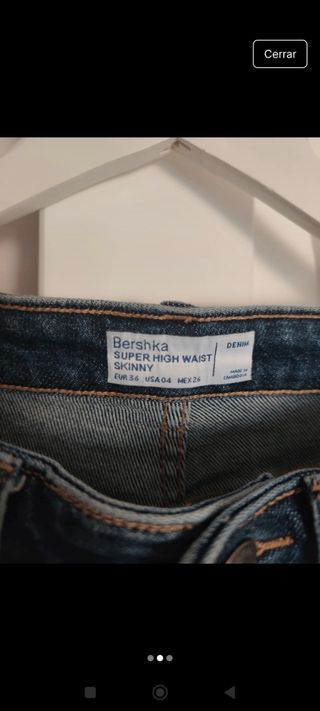 Cerrar
Bershka
SUPER HIGH WAIST
SKINNY
EUR 36 USA 04 MEX 26
DENIM
MADE IN
CAMBODIA